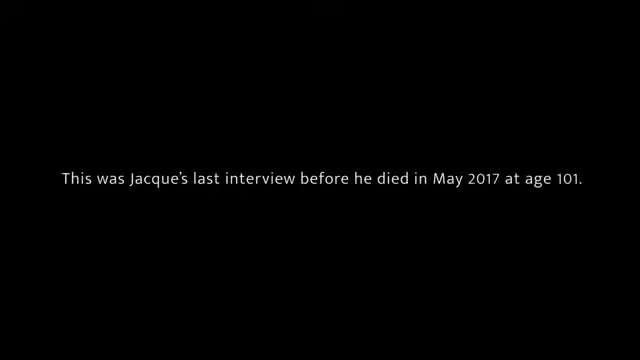 This was Jacque’s last interview before he died in May 2017 at age 101.